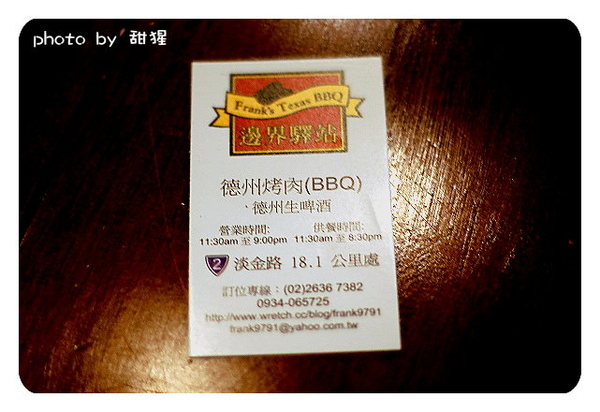 photo by 甜猩
Frank's Texas BBQ
邊界驛站
德州烤肉(BBQ)
、德州生啤酒
營業時間: 供餐時間:
11:30am 至 9:00pm 11:30am 至 8:30pm
2 淡金路 18.1 公里處
訂位專線：(02)2636 7382
0934-065725
http://www.wretch.cc/blog/frank9791
frank9791@yahoo.com.tw